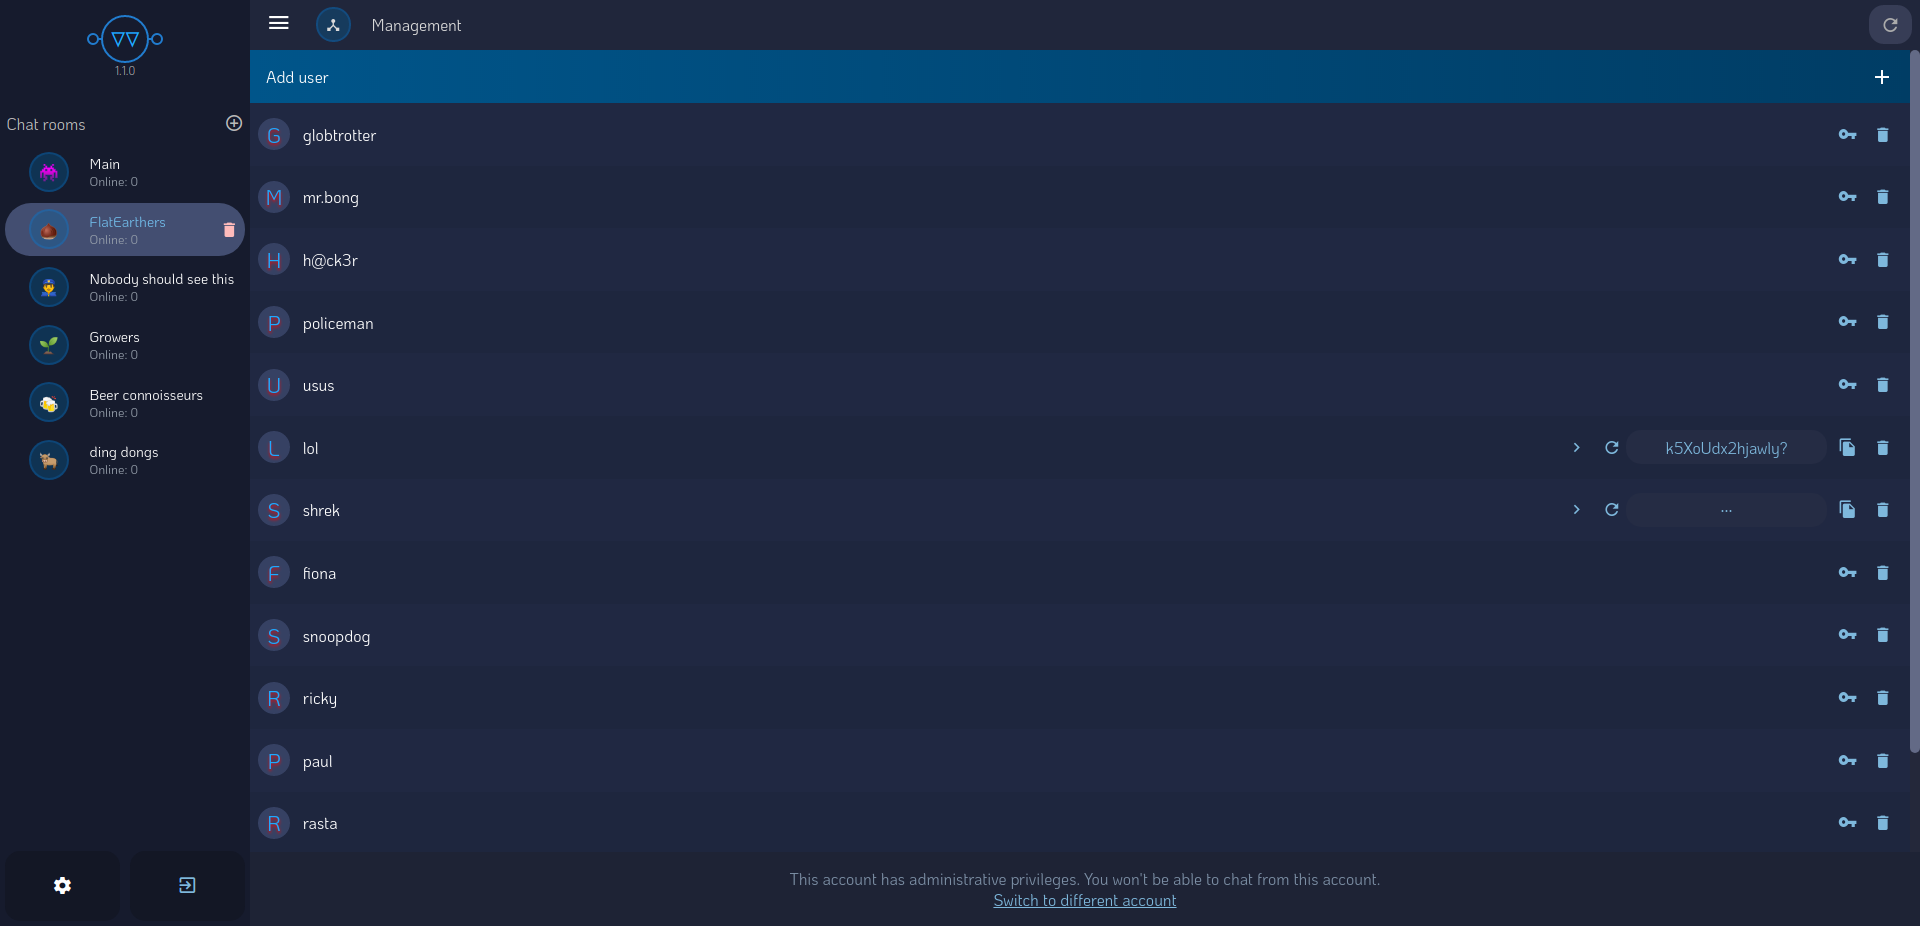 1.1.0
Chat rooms
Main
Online: 0
FlatEarthers
Online: 0
Nobody should see this
Online: 0
Growers
Online: 0
Beer connoisseurs
Online: 0
ding dongs
Online: 0
Management
Add user
G globtrotter
M mr.bong
H h@ck3r
P policeman
U usus
L lol k5XoUdx2hjawly?
S shrek ...
F fiona
S snoopdog
R ricky
P paul
R rasta
This account has administrative privileges. You won't be able to chat from this account.
Switch to different account